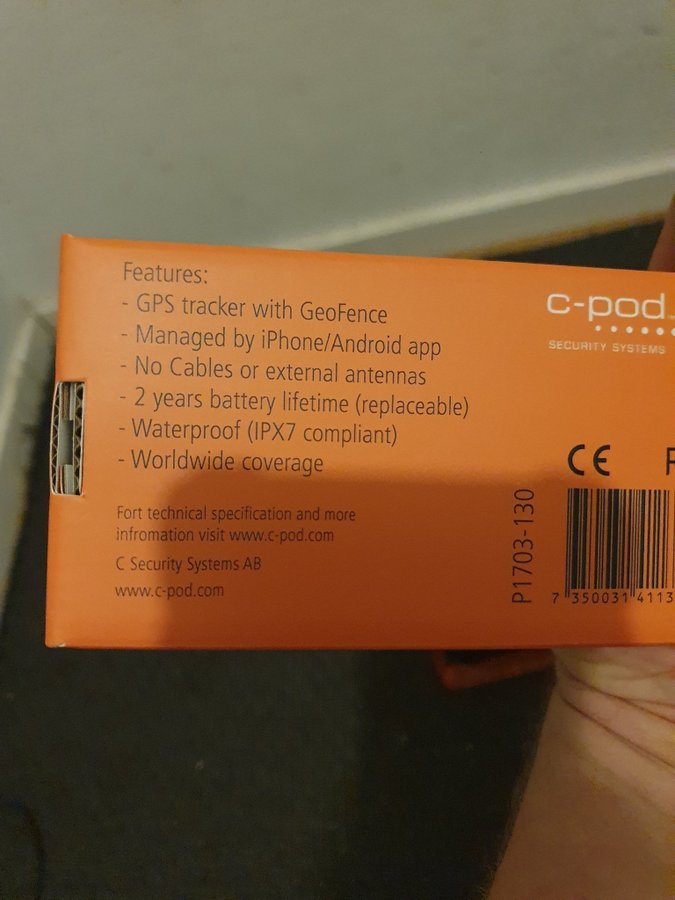 Features:
- GPS tracker with GeoFence
- Managed by iPhone/Android app
- No Cables or external antennas
- 2 years battery lifetime (replaceable)
- Waterproof (IPX7 compliant)
- Worldwide coverage
Fort technical specification and more
infromation visit www.c-pod.com
C Security Systems AB
www.c-pod.com
c-pod
SECURITY SYSTEMS
CE
P1703-130
7 350031 4113